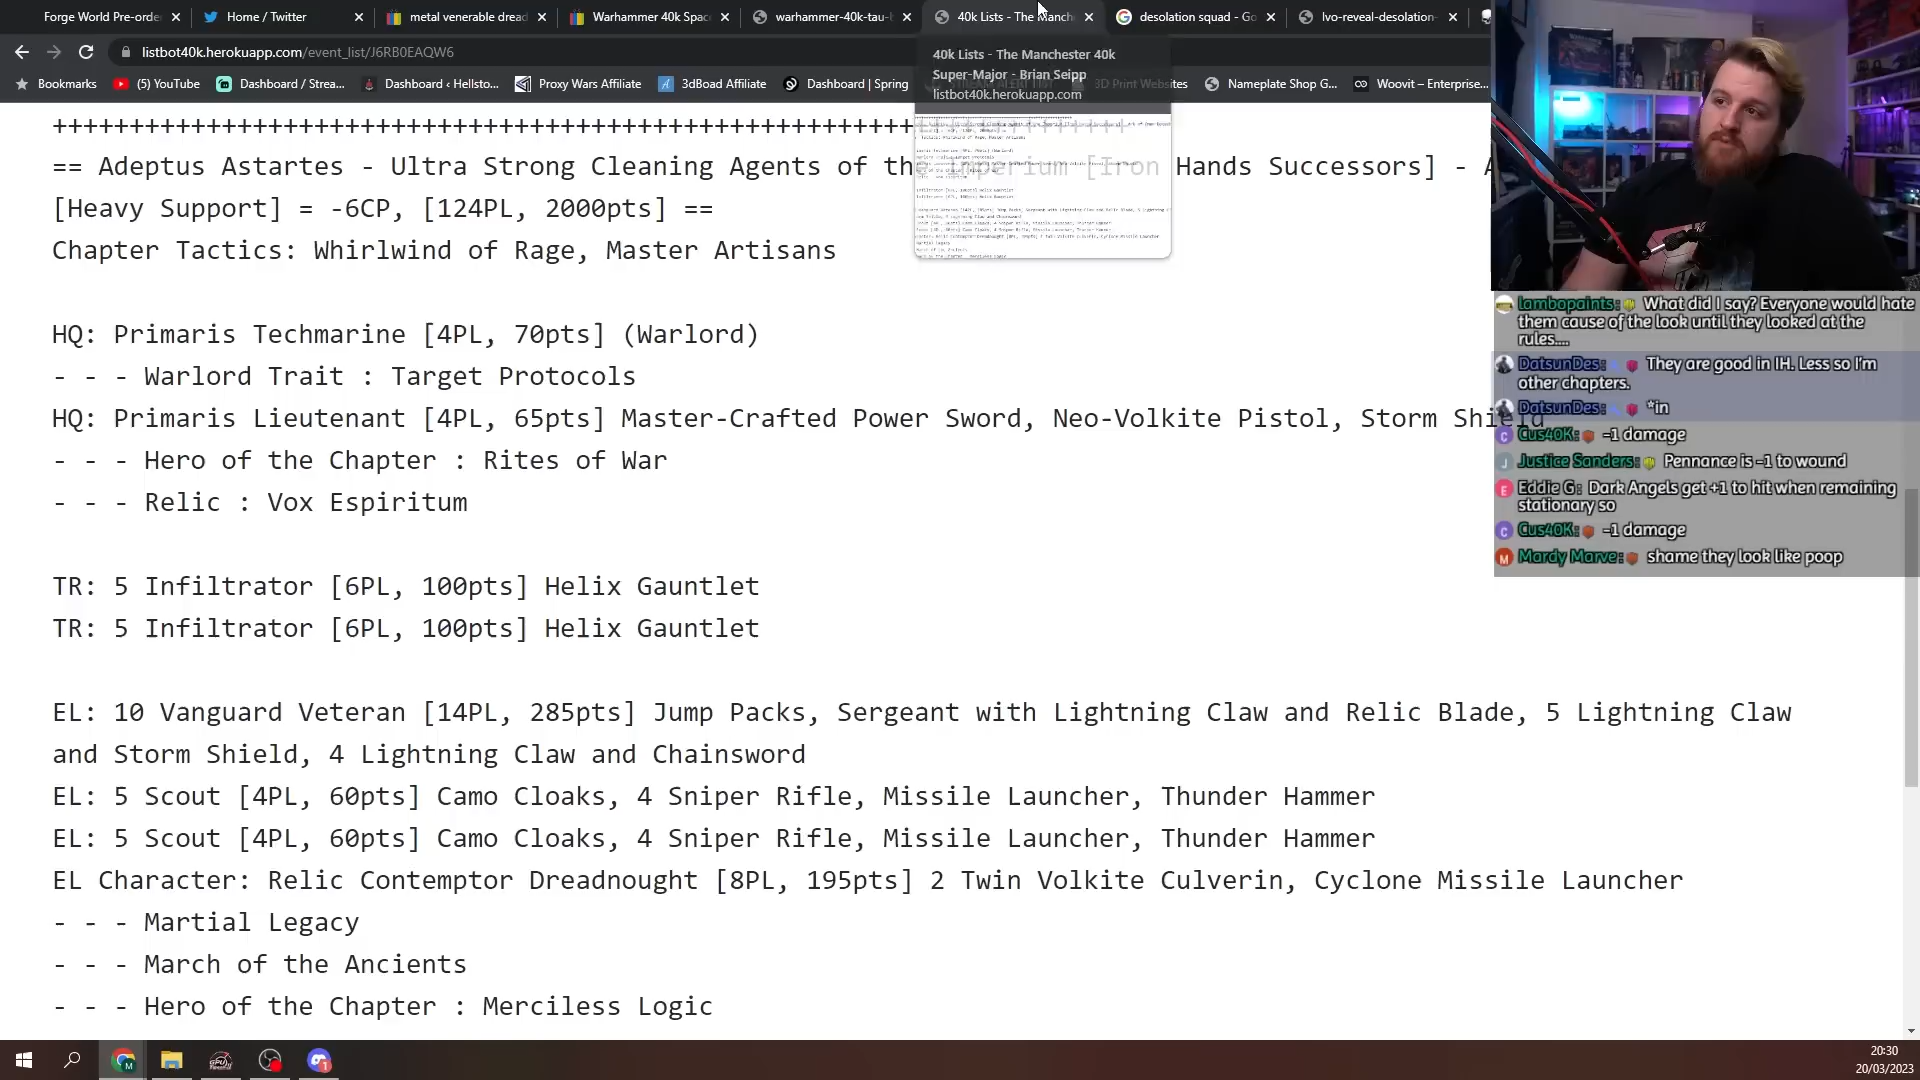 Forge World Pre-order
Home / Twitter
metal venerable dread
Warhammer 40k Spac
warhammer-40k-tau-
40k Lists - The Manch
desolation squad - Go
lvo-reveal-desolation-
listbot40k.herokuapp.com/event_list/J6RB0EAQW6
40k Lists - The Manchester 40k
Super-Major - Brian Seipp
listbot40k.herokuapp.com
Bookmarks
(5) YouTube
Dashboard / Strea...
Dashboard ‹ Hellsto...
Proxy Wars Affiliate
3dBoad Affiliate
Dashboard | Spring
3D Print Websites
Nameplate Shop G...
Woovit – Enterprise...
== Adeptus Astartes - Ultra Strong Cleaning Agents of the Imperium [Iron Hands Successors] - A
[Heavy Support] = -6CP, [124PL, 2000pts] ==
Chapter Tactics: Whirlwind of Rage, Master Artisans
HQ: Primaris Techmarine [4PL, 70pts] (Warlord)
- - - Warlord Trait : Target Protocols
HQ: Primaris Lieutenant [4PL, 65pts] Master-Crafted Power Sword, Neo-Volkite Pistol, Storm Shield
- - - Hero of the Chapter : Rites of War
- - - Relic : Vox Espiritum
TR: 5 Infiltrator [6PL, 100pts] Helix Gauntlet
TR: 5 Infiltrator [6PL, 100pts] Helix Gauntlet
EL: 10 Vanguard Veteran [14PL, 285pts] Jump Packs, Sergeant with Lightning Claw and Relic Blade, 5 Lightning Claw
and Storm Shield, 4 Lightning Claw and Chainsword
EL: 5 Scout [4PL, 60pts] Camo Cloaks, 4 Sniper Rifle, Missile Launcher, Thunder Hammer
EL: 5 Scout [4PL, 60pts] Camo Cloaks, 4 Sniper Rifle, Missile Launcher, Thunder Hammer
EL Character: Relic Contemptor Dreadnought [8PL, 195pts] 2 Twin Volkite Culverin, Cyclone Missile Launcher
- - - Martial Legacy
- - - March of the Ancients
- - - Hero of the Chapter : Merciless Logic
lambopaints: What did I say? Everyone would hate
them cause of the look until they looked at the
rules....
DatsunDes: They are good in IH. Less so I'm
other chapters.
DatsunDes: *in
Cus40K: -1 damage
Justice Sanders: Pennance is -1 to wound
Eddie G: Dark Angels get +1 to hit when remaining
stationary so
Cus40K: -1 damage
Mardy Marve: shame they look like poop
20:30
20/03/2023